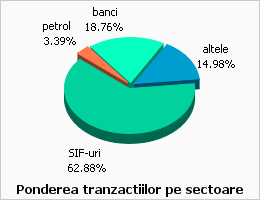 banci
18.76%
petrol
3.39%
altele
14.98%
SIF-uri
62.88%
Ponderea tranzactiilor pe sectoare